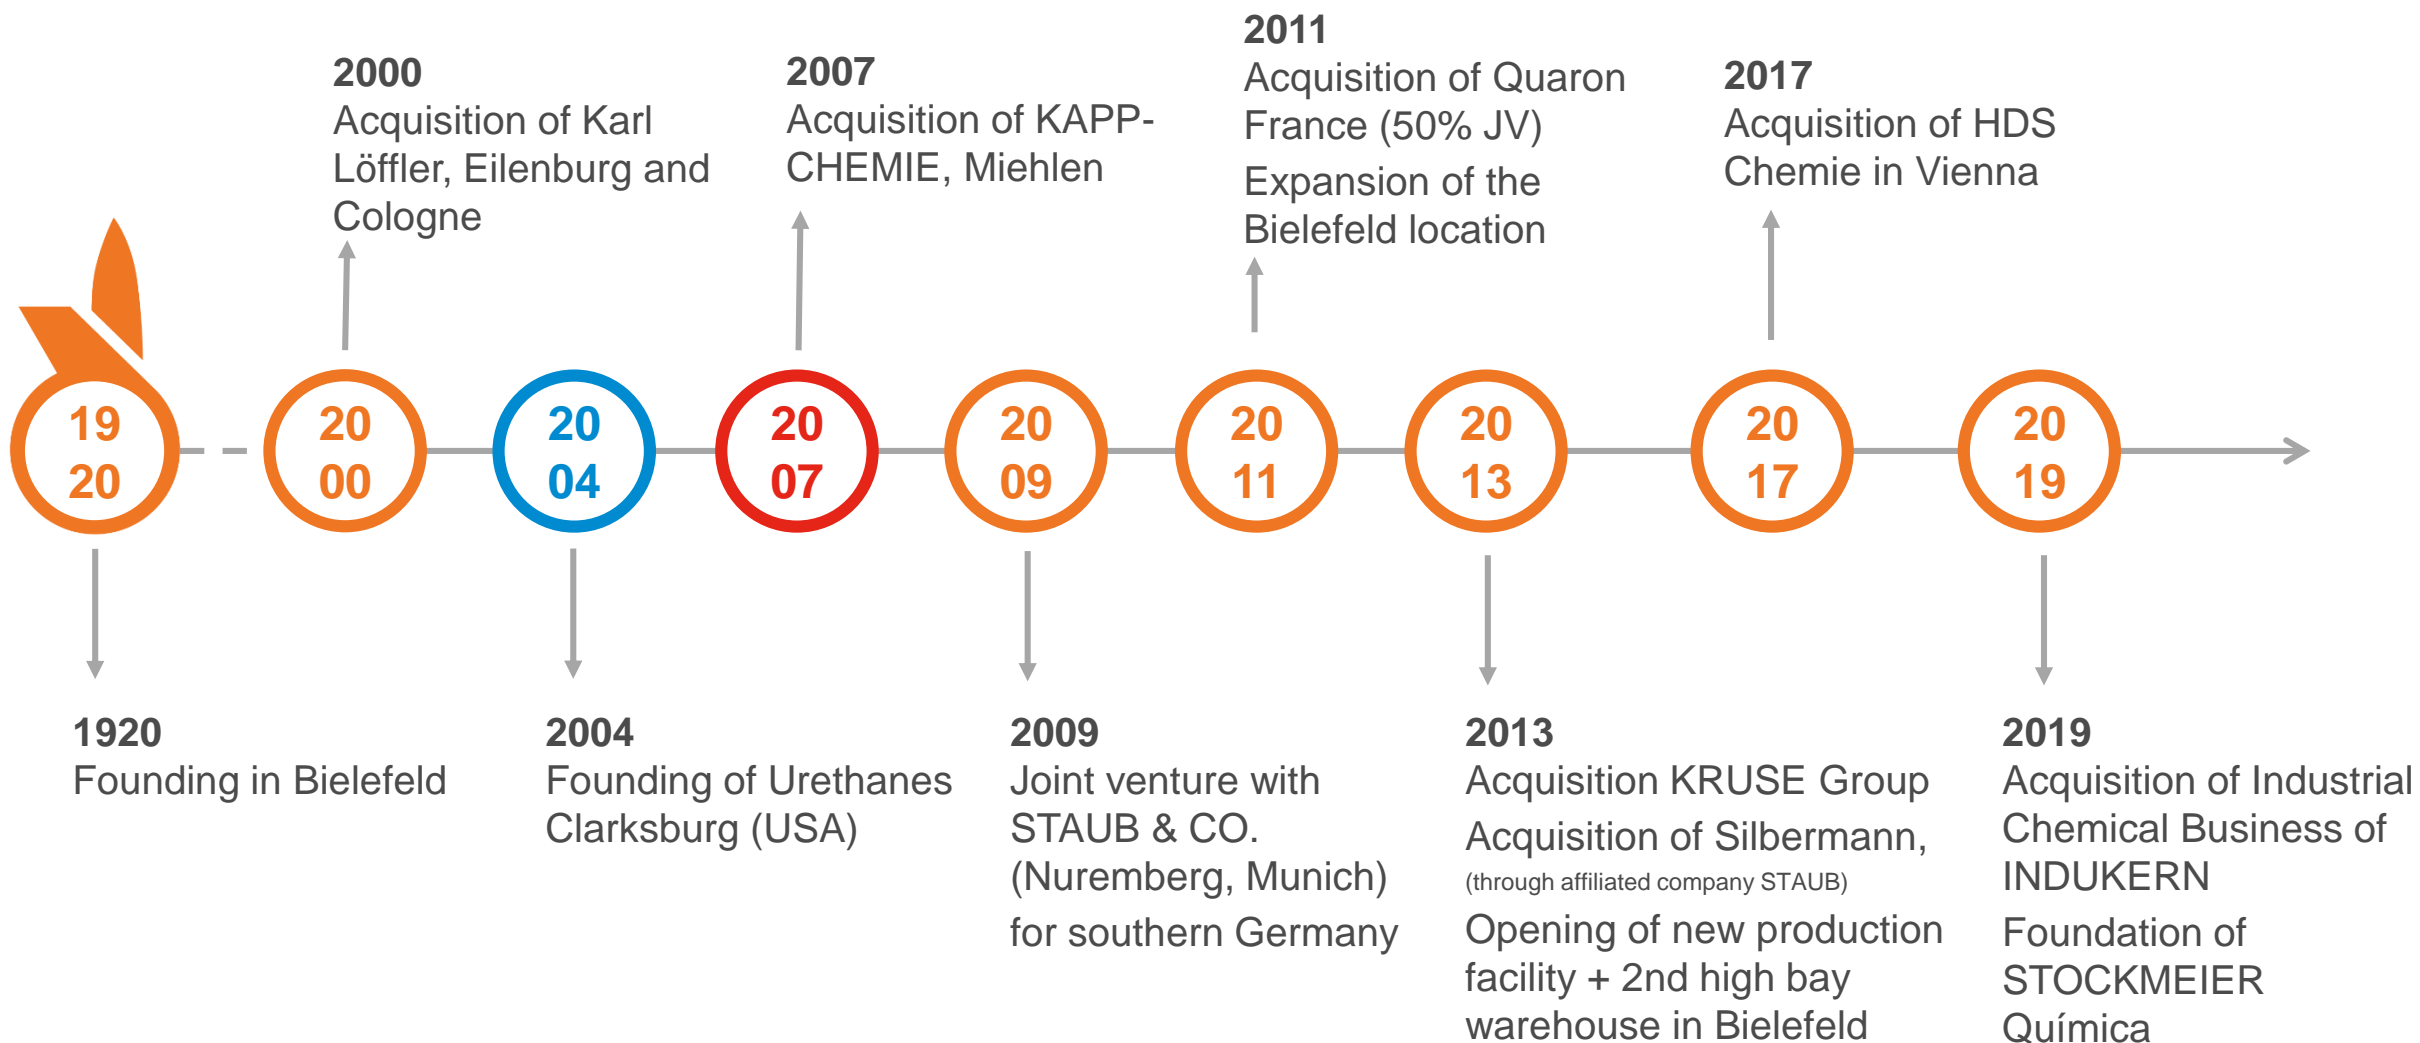 2000
Acquisition of Karl
Löffler, Eilenburg and
Cologne
2007
Acquisition of KAPP-
CHEMIE, Miehlen
2011
Acquisition of Quaron
France (50% JV)
Expansion of the
Bielefeld location
2017
Acquisition of HDS
Chemie in Vienna
19
20
20
00
20
04
20
07
20
09
20
11
20
13
20
17
20
19
1920
Founding in Bielefeld
2004
Founding of Urethanes
Clarksburg (USA)
2009
Joint venture with
STAUB & CO.
(Nuremberg, Munich)
for southern Germany
2013
Acquisition KRUSE Group
Acquisition of Silbermann,
(through affiliated company STAUB)
Opening of new production
facility + 2nd high bay
warehouse in Bielefeld
2019
Acquisition of Industrial
Chemical Business of
INDUKERN
Foundation of
STOCKMEIER
Química